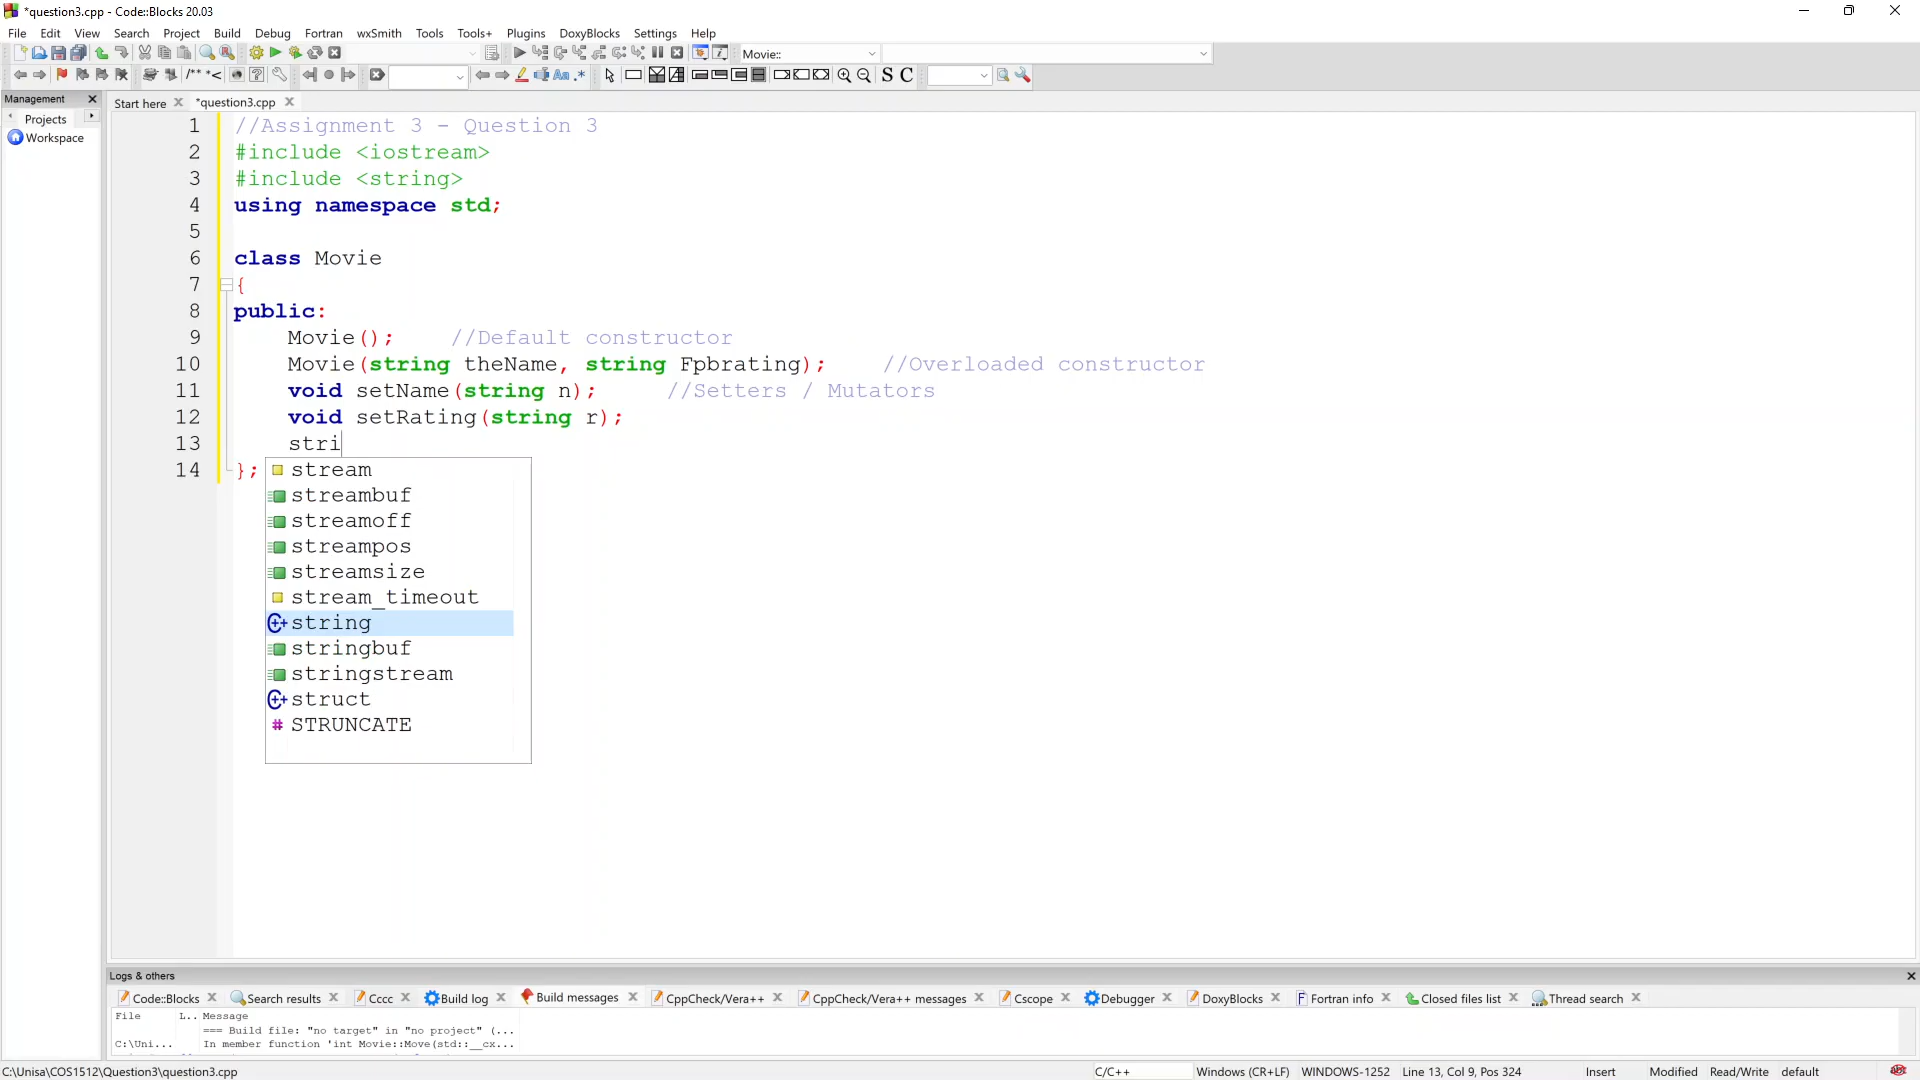 *question3.cpp - Code::Blocks 20.03
File Edit View Search Project Build Debug Fortran wxSmith Tools Tools+ Plugins DoxyBlocks Settings Help
Movie::
/** *<
Aa .* S C
Management
Start here *question3.cpp
Projects
Workspace
1 //Assignment 3 - Question 3
2 #include <iostream>
3 #include <string>
4 using namespace std;
5
6 class Movie
7 {
8 public:
9 Movie(); //Default constructor
10 Movie(string theName, string Fpbrating); //Overloaded constructor
11 void setName(string n); //Setters / Mutators
12 void setRating(string r);
13 stri
14 };
stream
streambuf
streamoff
streampos
streamsize
stream_timeout
string
stringbuf
stringstream
struct
# STRUNCATE
Logs & others
Code::Blocks Search results Cccc Build log Build messages CppCheck/Vera++ CppCheck/Vera++ messages Cscope Debugger DoxyBlocks Fortran info Closed files list Thread search
File L.. Message
=== Build file: "no target" in "no project" (...
C:\Uni... In member function 'int Movie::Move(std::__cx...
C:\Unisa\COS1512\Question3\question3.cpp C/C++ Windows (CR+LF) WINDOWS-1252 Line 13, Col 9, Pos 324 Insert Modified Read/Write default